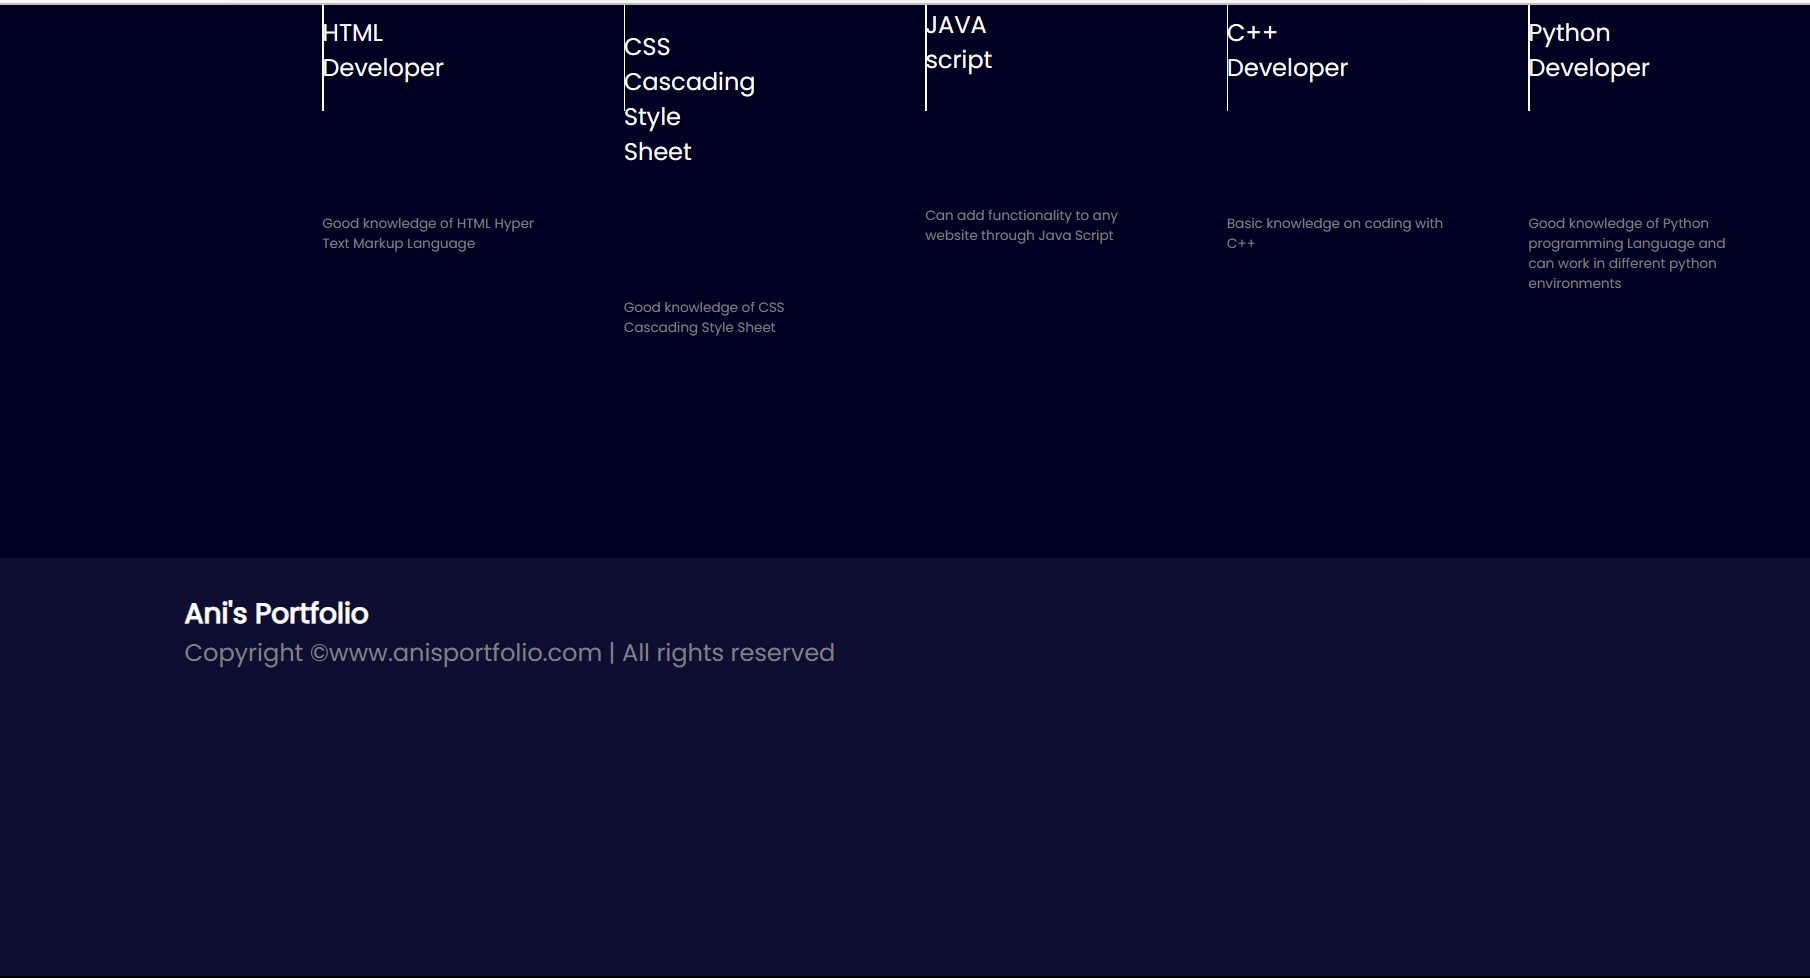 HTML
Developer
Good knowledge of HTML Hyper
Text Markup Language
CSS
Cascading
Style
Sheet
Good knowledge of CSS
Cascading Style Sheet
JAVA
script
Can add functionality to any
website through Java Script
C++
Developer
Basic knowledge on coding with
C++
Python
Developer
Good knowledge of Python
programming Language and
can work in different python
environments
Ani's Portfolio
Copyright ©www.anisportfolio.com | All rights reserved